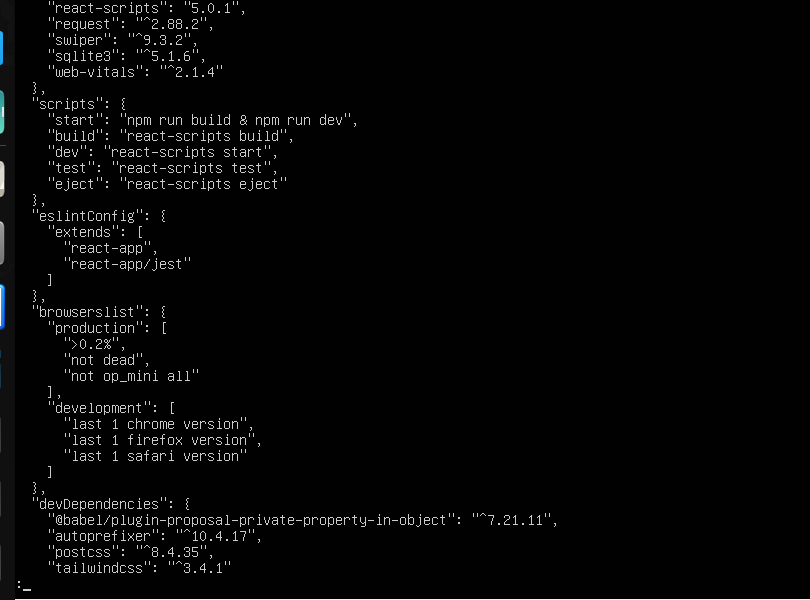 "react-scripts": "5.0.1",
    "request": "^2.88.2",
    "swiper": "^9.3.2",
    "sqlite3": "^5.1.6",
    "web-vitals": "^2.1.4"
  },
  "scripts": {
    "start": "npm run build & npm run dev",
    "build": "react-scripts build",
    "dev": "react-scripts start",
    "test": "react-scripts test",
    "eject": "react-scripts eject"
  },
  "eslintConfig": {
    "extends": [
      "react-app",
      "react-app/jest"
    ]
  },
  "browserslist": {
    "production": [
      ">0.2%",
      "not dead",
      "not op_mini all"
    ],
    "development": [
      "last 1 chrome version",
      "last 1 firefox version",
      "last 1 safari version"
    ]
  },
  "devDependencies": {
    "@babel/plugin-proposal-private-property-in-object": "^7.21.11",
    "autoprefixer": "^10.4.17",
    "postcss": "^8.4.35",
    "tailwindcss": "^3.4.1"
:_